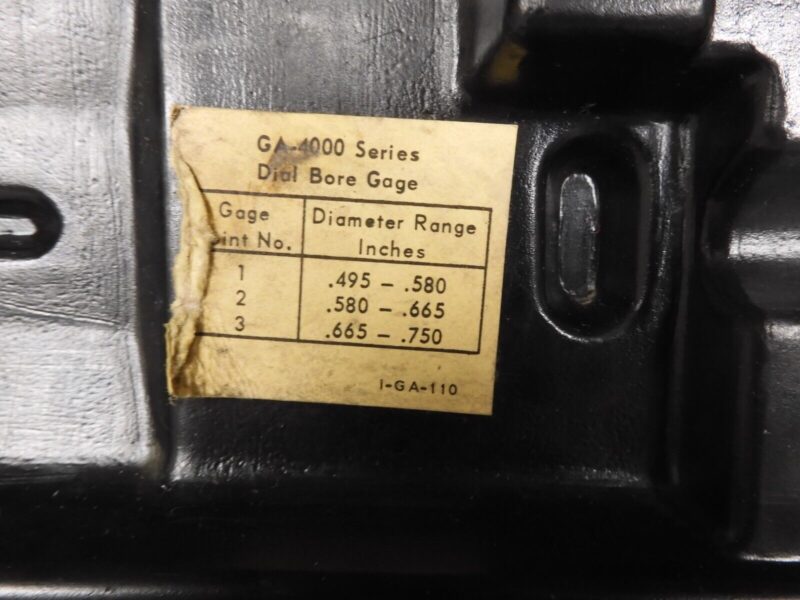 GA-4000 Series
Dial Bore Gage
Gage Diameter Range
No. Inches
1 .495 - .580
2 .580 - .665
3 .665 - .750
I-GA-110